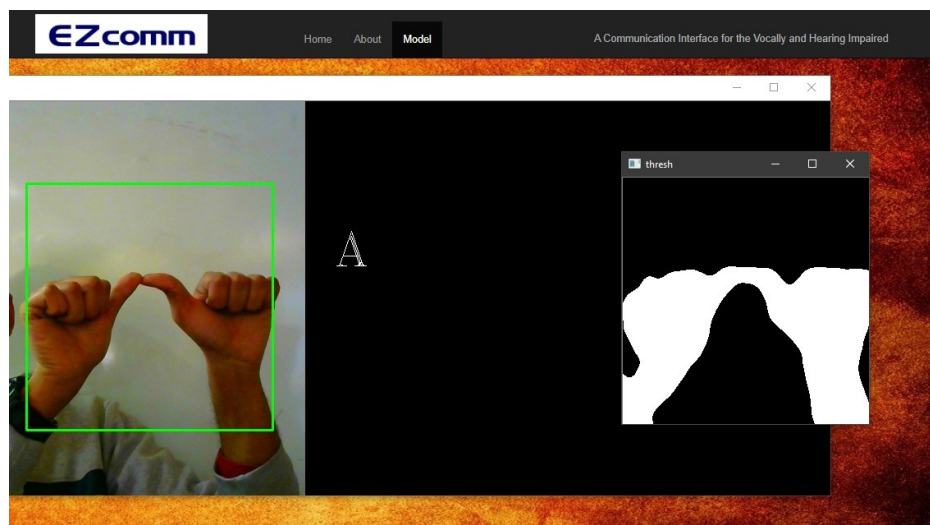 EZcomm
Home About Model A Communication Interface for the Vocally and Hearing Impaired
thresh
A